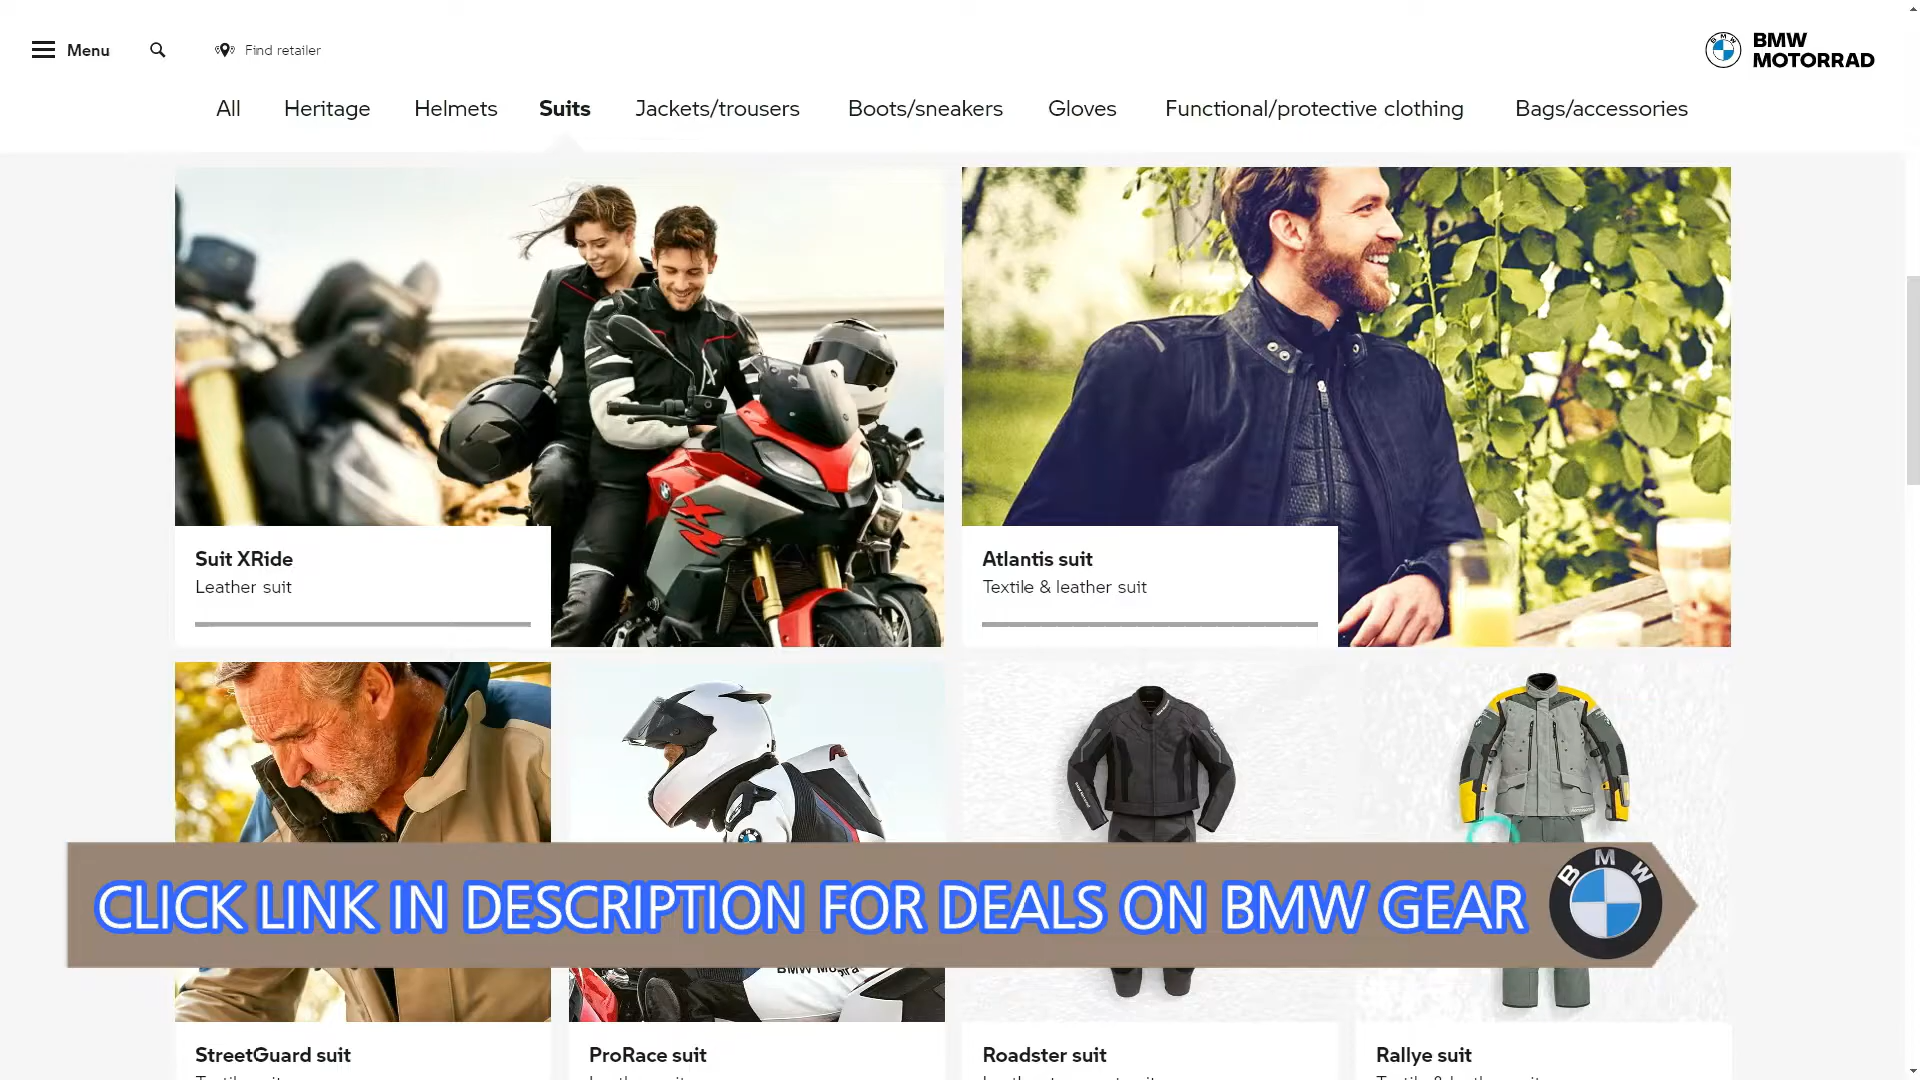 Menu
Find retailer
BMW
MOTORRAD
All Heritage Helmets Suits Jackets/trousers Boots/sneakers Gloves Functional/protective clothing Bags/accessories
XR
Suit XRide
Leather suit
Atlantis suit
Textile & leather suit
CLICK LINK IN DESCRIPTION FOR DEALS ON BMW GEAR
BMW
StreetGuard suit
ProRace suit
Roadster suit
Rallye suit